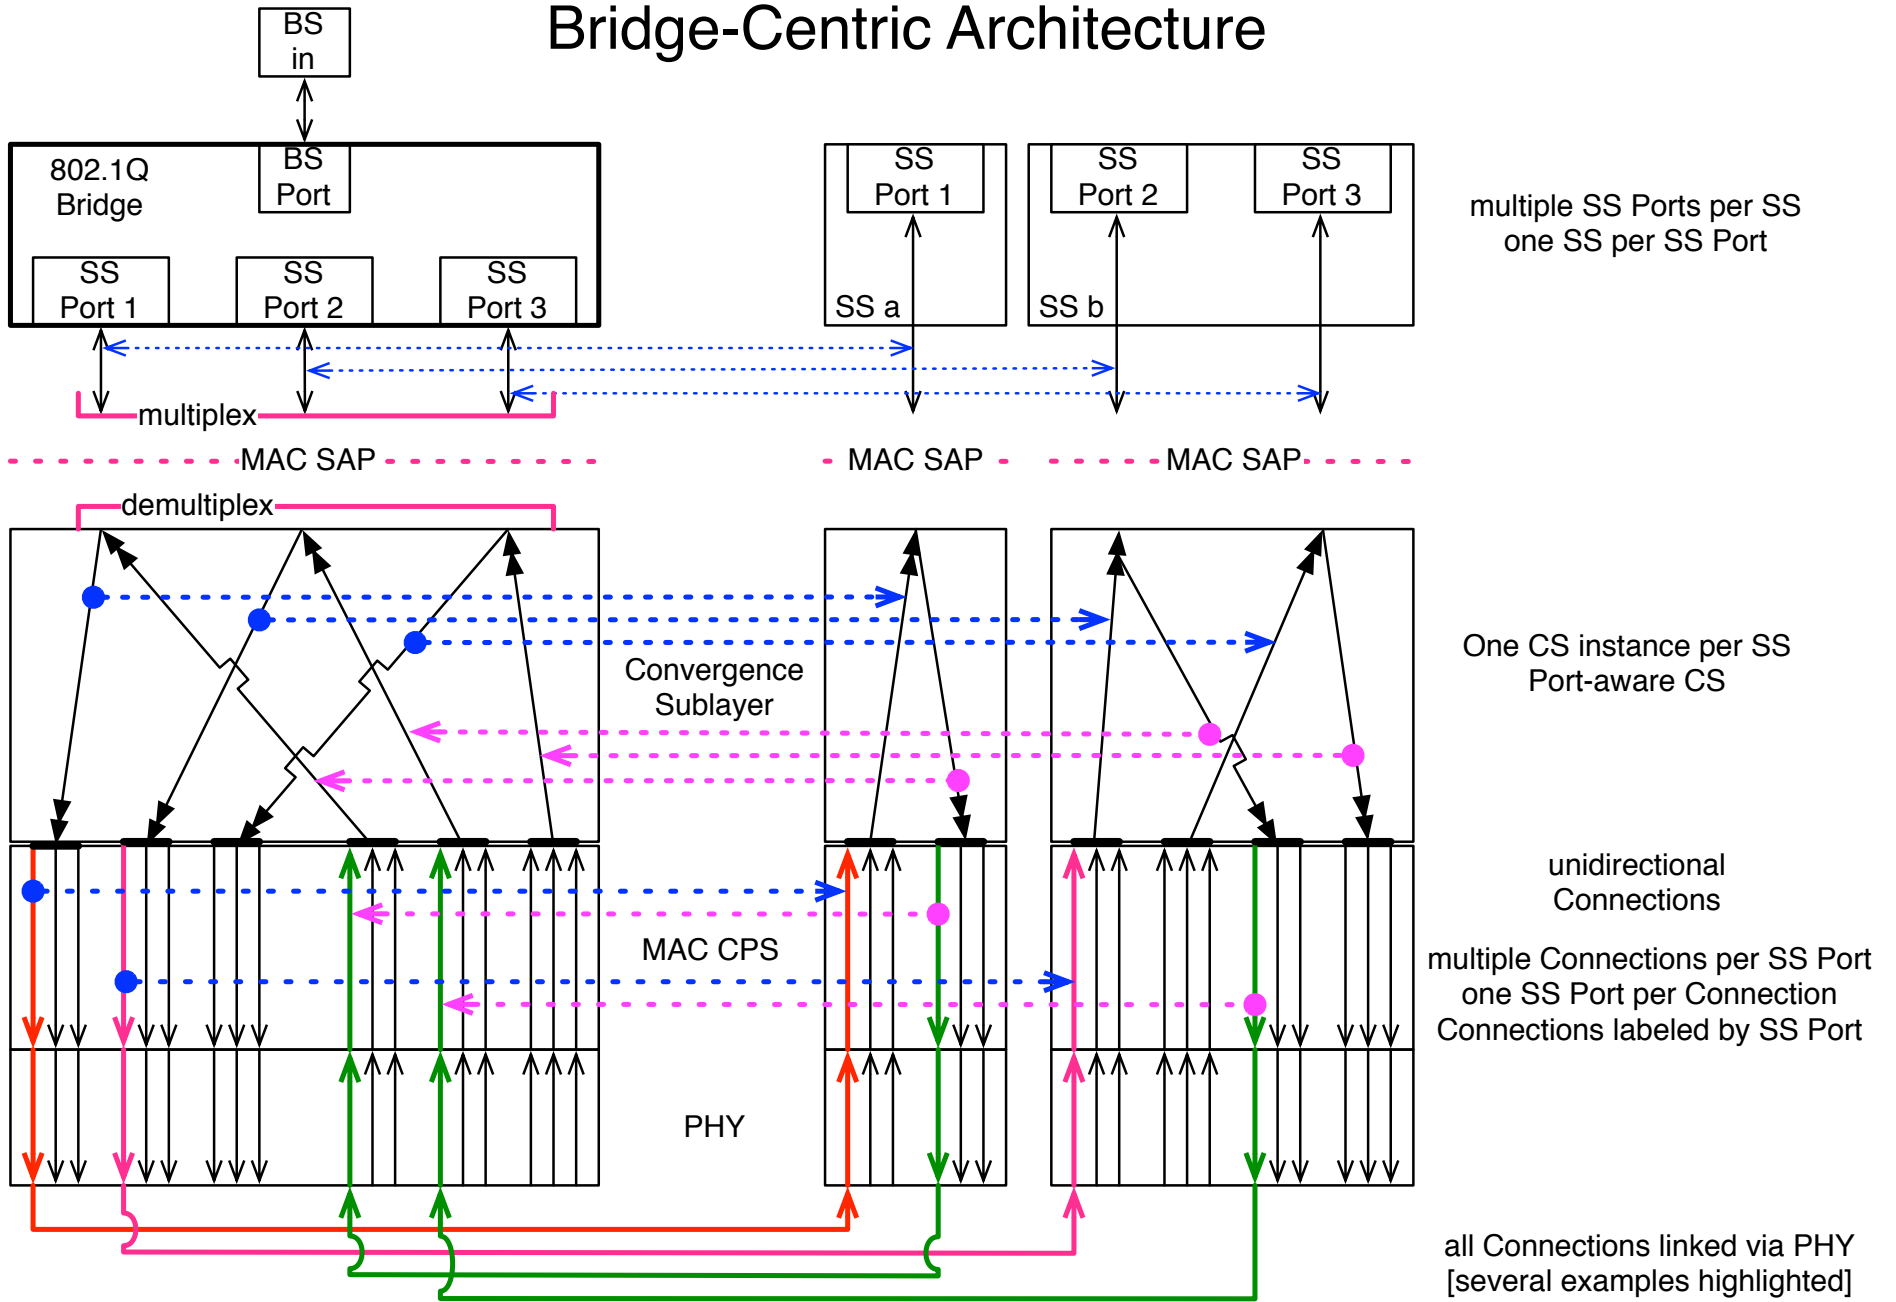 Bridge-Centric Architecture
BS
in
802.1Q
Bridge
BS
Port
SS
Port 1
SS
Port 2
SS
Port 3
SS
Port 1
SS a
SS
Port 2
SS
Port 3
SS b
multiple SS Ports per SS
one SS per SS Port
multiplex
MAC SAP
MAC SAP
MAC SAP
demultiplex
Convergence
Sublayer
One CS instance per SS
Port-aware CS
unidirectional
Connections
MAC CPS
multiple Connections per SS Port
one SS Port per Connection
Connections labeled by SS Port
PHY
all Connections linked via PHY
[several examples highlighted]